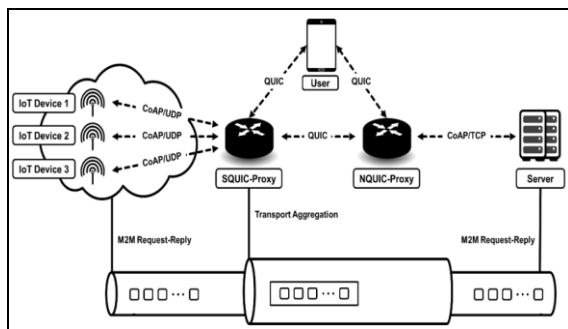 QUIC
QUIC
User
IoT Device 1
CoAP/UDP
IoT Device 2
CoAP/UDP
QUIC
CoAP/TCP
IoT Device 3
CoAP/UDP
SQUIC-Proxy
NQUIC-Proxy
Server
Transport Aggregation
M2M Request-Reply
M2M Request-Reply